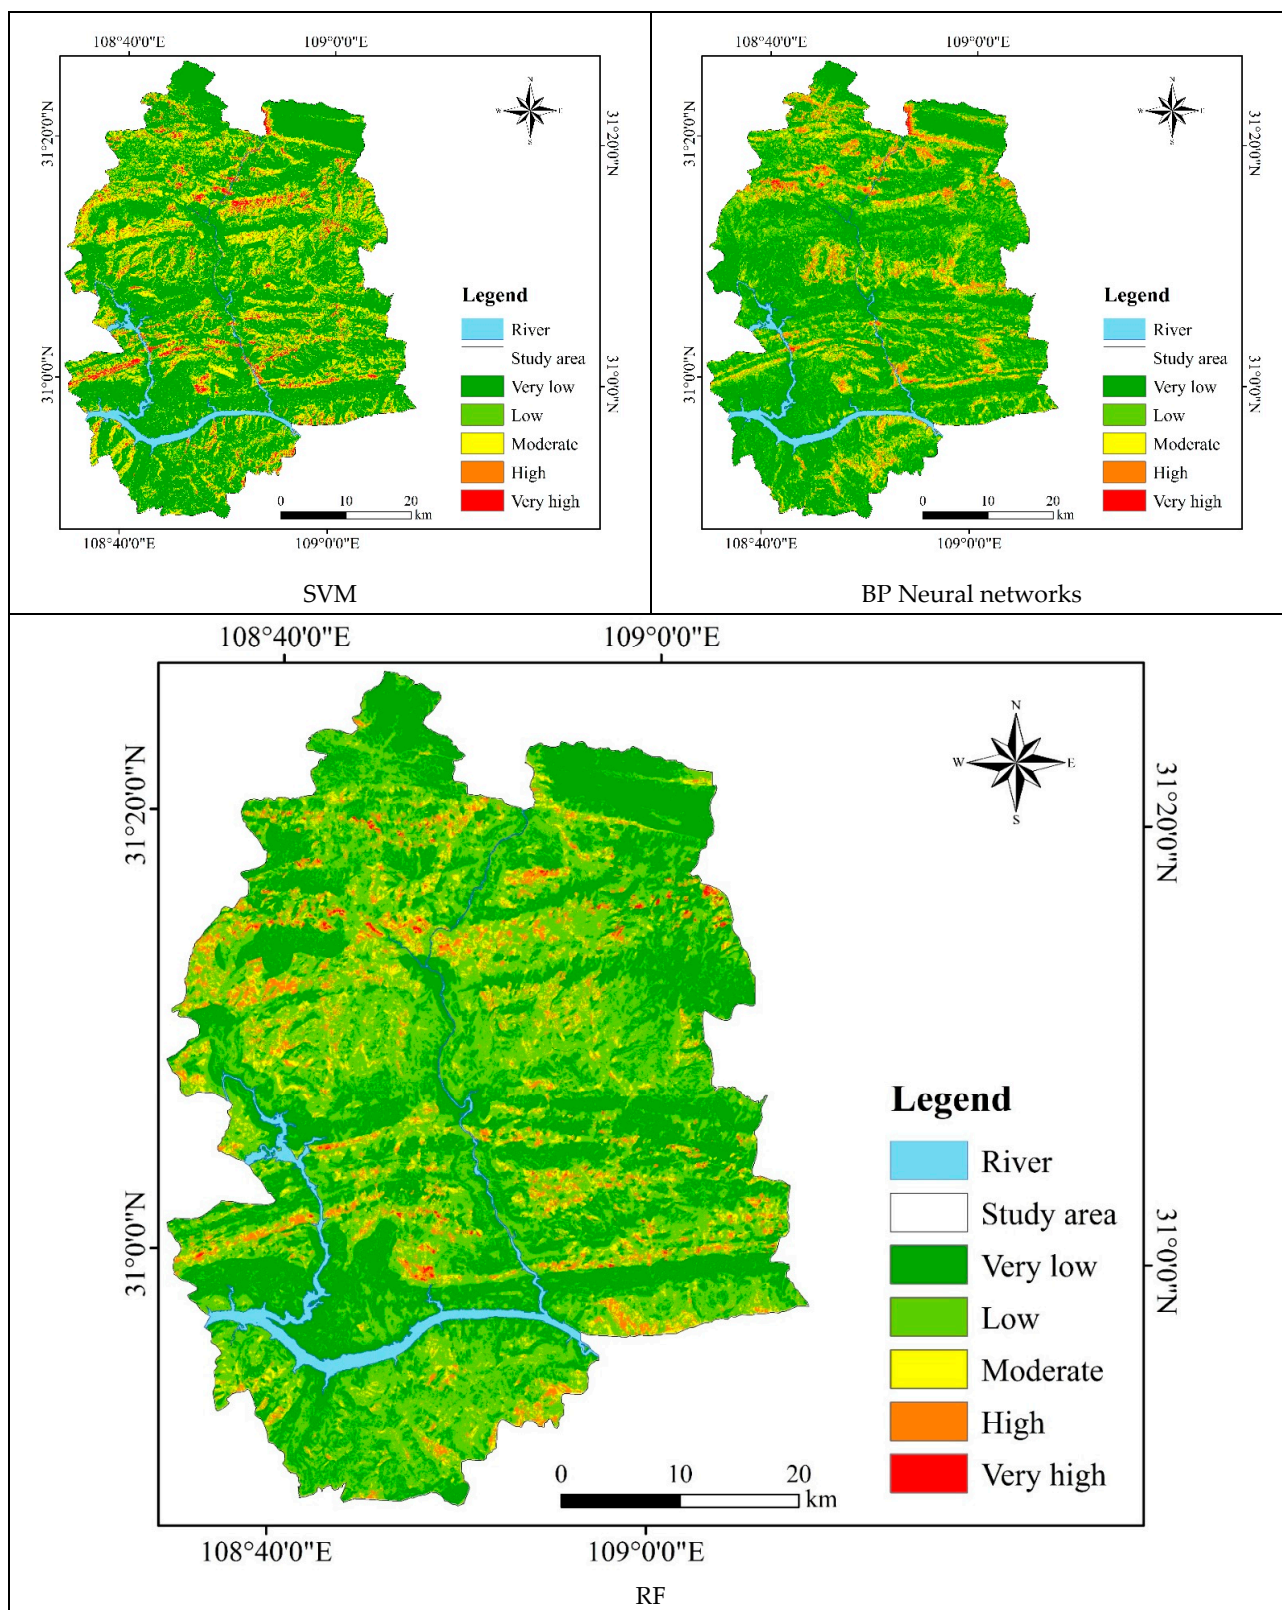 108°40'0"E 109°0'0"E
31°20'0"N
31°0'0"N
N
W E
S
31°20'0"N
31°0'0"N
Legend
River
Study area
Very low
Low
Moderate
High
Very high
0 10 20
km
108°40'0"E 109°0'0"E
SVM
108°40'0"E 109°0'0"E
31°20'0"N
31°0'0"N
N
W E
S
31°20'0"N
31°0'0"N
Legend
River
Study area
Very low
Low
Moderate
High
Very high
0 10 20
km
108°40'0"E 109°0'0"E
BP Neural networks
108°40'0"E 109°0'0"E
31°20'0"N
31°0'0"N
N
W E
S
31°20'0"N
31°0'0"N
Legend
River
Study area
Very low
Low
Moderate
High
Very high
0 10 20
km
108°40'0"E 109°0'0"E
RF